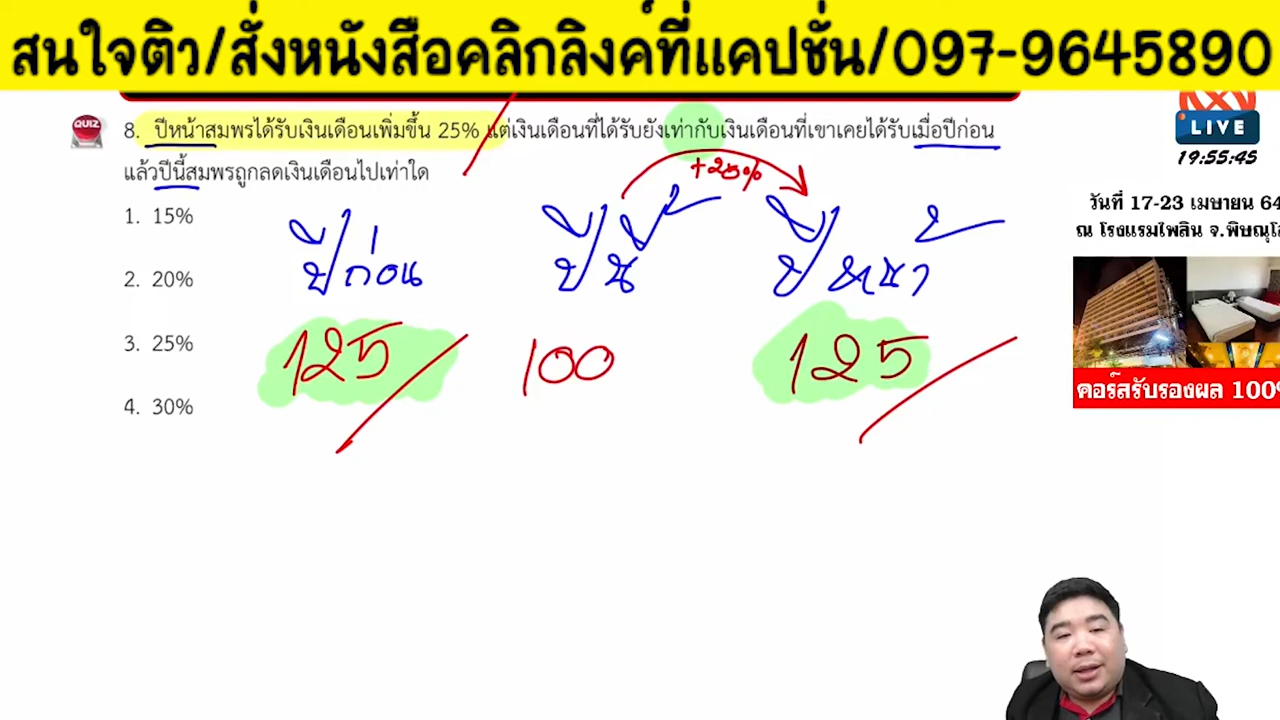 สนใจติว/สั่งหนังสือคลิกลิงค์ที่แคปชั่น/097-9645890
QUIZ
8. ปีหน้าสมพรได้รับเงินเดือนเพิ่มขึ้น 25% แต่เงินเดือนที่ได้รับยังเท่ากับเงินเดือนที่เขาเคยได้รับเมื่อปีก่อน
แล้วปีนี้สมพรถูกลดเงินเดือนไปเท่าใด
1. 15%
2. 20%
3. 25%
4. 30%
+25%
ปีก่อน ปีนี้ ปีหน้า
125 100 125
LIVE
19:55:45
วันที่ 17-23 เมษายน 64
ณ โรงแรมไพลิน จ.พิษณุโ
คอร์สรับรองผล 100%